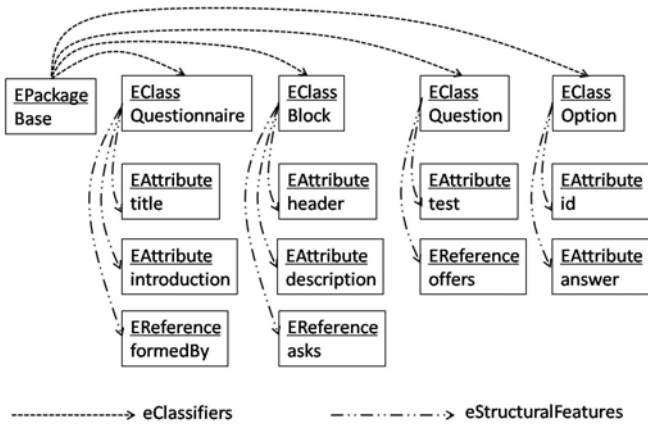 EPackage
Base
EClass
Questionnaire
EClass
Block
EClass
Question
EClass
Option
EAttribute
title
EAttribute
header
EAttribute
test
EAttribute
id
EAttribute
introduction
EAttribute
description
EReference
offers
EAttribute
answer
EReference
formedBy
EReference
asks
eClassifiers
eStructuralFeatures